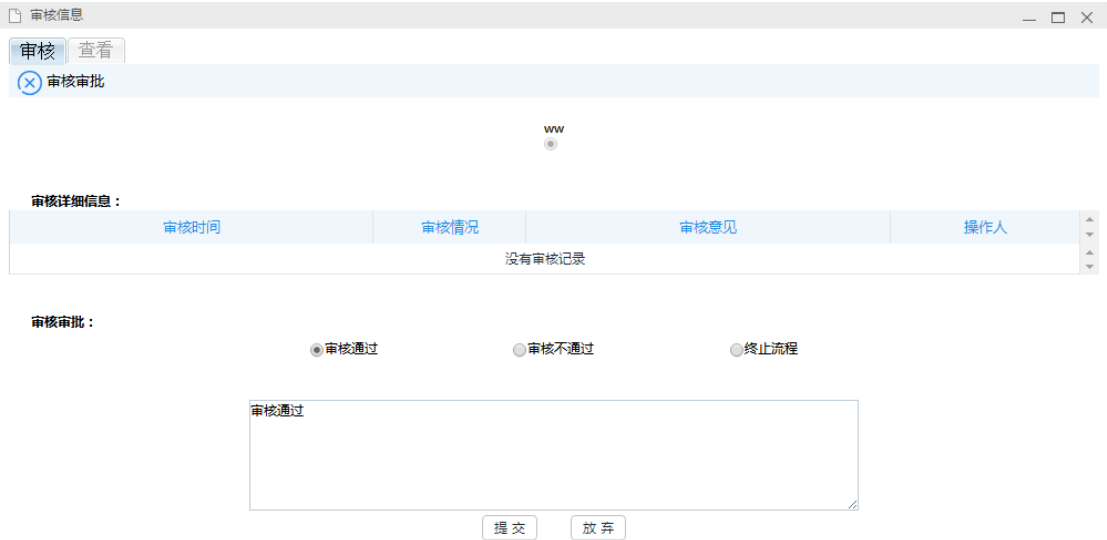 审核信息
审核 查看
审核审批
ww
审核详细信息：
审核时间 审核情况 审核意见 操作人
没有审核记录
审核审批：
审核通过 审核不通过 终止流程
审核通过
提 交 放 弃